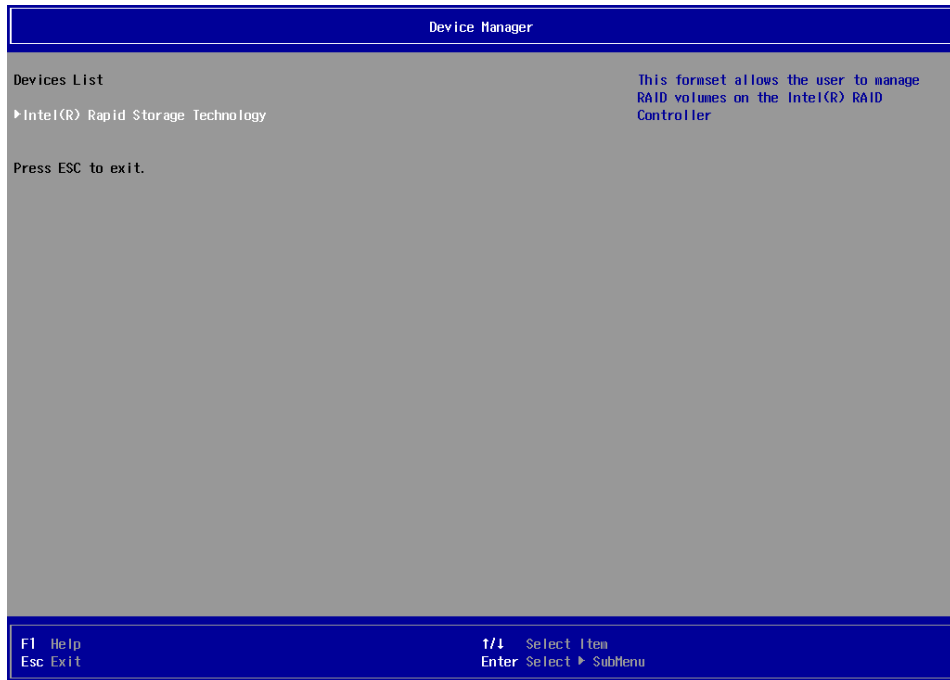 Device Manager
Devices List
▶Intel(R) Rapid Storage Technology
Press ESC to exit.
This formset allows the user to manage
RAID volumes on the Intel(R) RAID
Controller
F1 Help
Esc Exit
↑/↓ Select Item
Enter Select ▶ SubMenu